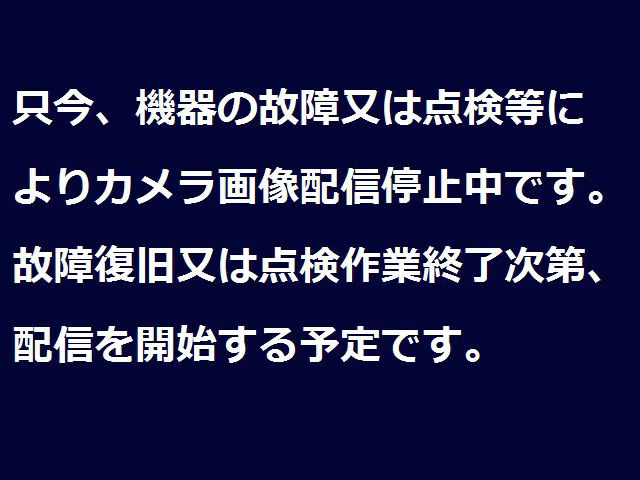 只今、機器の故障又は点検等に
よりカメラ画像配信停止中です。
故障復旧又は点検作業終了次第、
配信を開始する予定です。